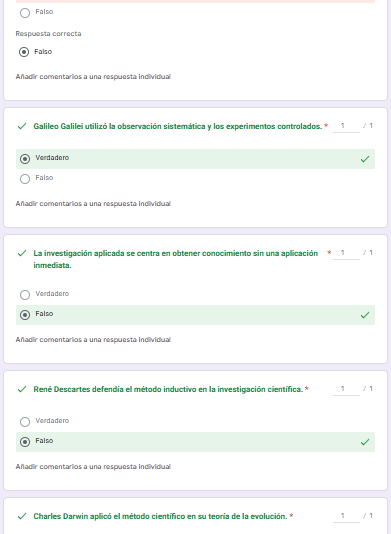 Falso
Respuesta correcta
Falso
Añadir comentarios a una respuesta individual
Galileo Galilei utilizó la observación sistemática y los experimentos controlados. * 1 / 1
Verdadero
Falso
Añadir comentarios a una respuesta individual
La investigación aplicada se centra en obtener conocimiento sin una aplicación * 1 / 1
inmediata.
Verdadero
Falso
Añadir comentarios a una respuesta individual
René Descartes defendía el método inductivo en la investigación científica. * 1 / 1
Verdadero
Falso
Añadir comentarios a una respuesta individual
Charles Darwin aplicó el método científico en su teoría de la evolución. * 1 / 1